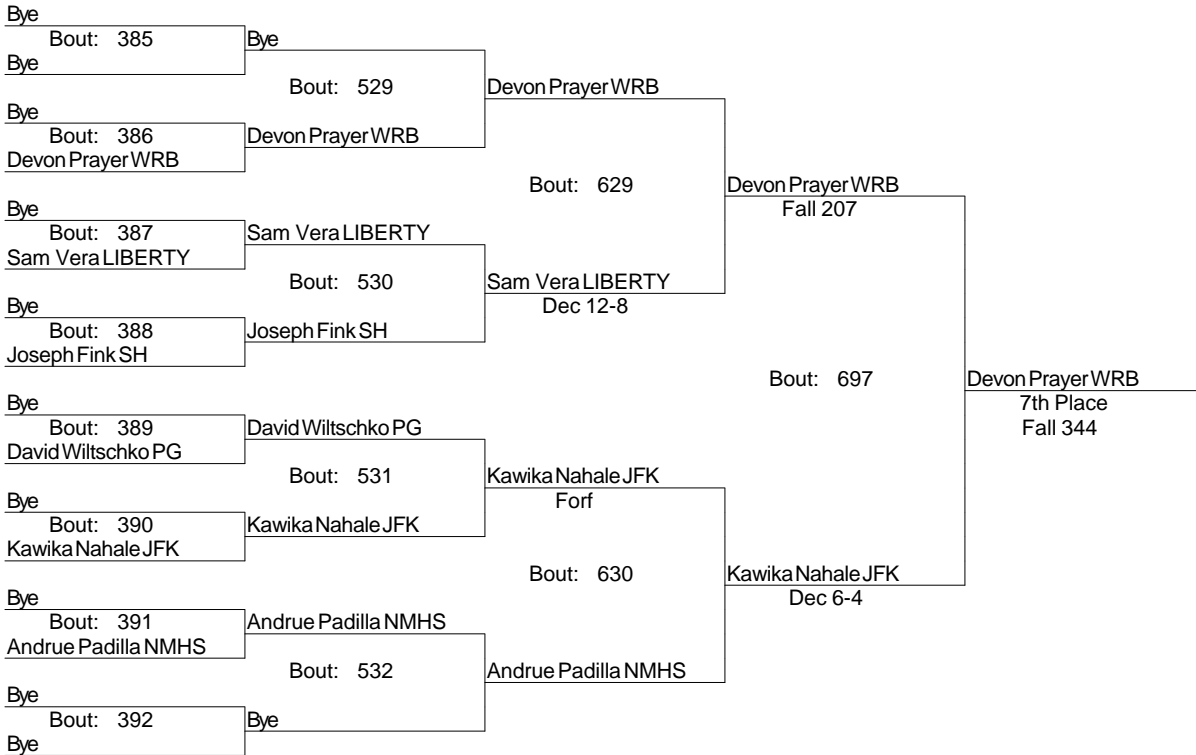 Bye
Bout: 385
Bye
Bye
Bout: 529
Devon Prayer WRB
Bye
Bout: 386
Devon Prayer WRB
Devon Prayer WRB
Bout: 629
Devon Prayer WRB
Fall 207
Bye
Bout: 387
Sam Vera LIBERTY
Sam Vera LIBERTY
Bout: 530
Sam Vera LIBERTY
Dec 12-8
Bye
Bout: 388
Joseph Fink SH
Joseph Fink SH
Bout: 697
Devon Prayer WRB
7th Place
Fall 344
Bye
Bout: 389
David Wiltschko PG
David Wiltschko PG
Bout: 531
Kawika Nahale JFK
Forf
Bye
Bout: 390
Kawika Nahale JFK
Kawika Nahale JFK
Bout: 630
Kawika Nahale JFK
Dec 6-4
Bye
Bout: 391
Andrue Padilla NMHS
Andrue Padilla NMHS
Bout: 532
Andrue Padilla NMHS
Bye
Bout: 392
Bye
Bye